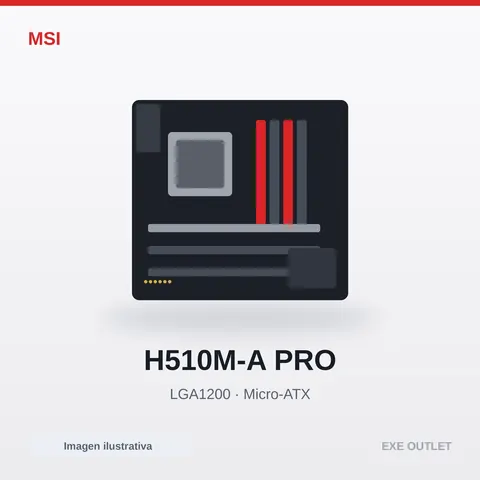 MSI
H510M-A PRO
LGA1200 · Micro-ATX
Imagen ilustrativa
EXE OUTLET